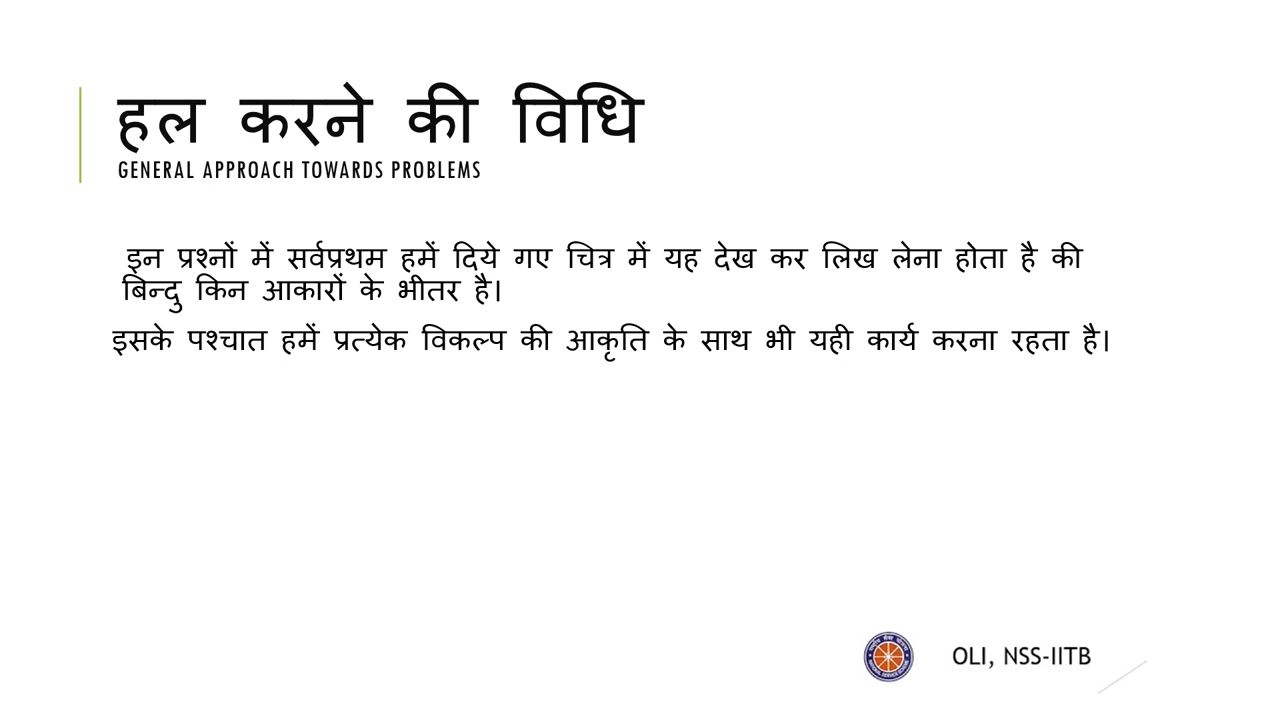 हल करने की विधि
GENERAL APPROACH TOWARDS PROBLEMS
इन प्रश्नों में सर्वप्रथम हमें दिये गए चित्र में यह देख कर लिख लेना होता है की
बिन्दु किन आकारों के भीतर है।
इसके पश्चात हमें प्रत्येक विकल्प की आकृति के साथ भी यही कार्य करना रहता है।
OLI, NSS-IITB